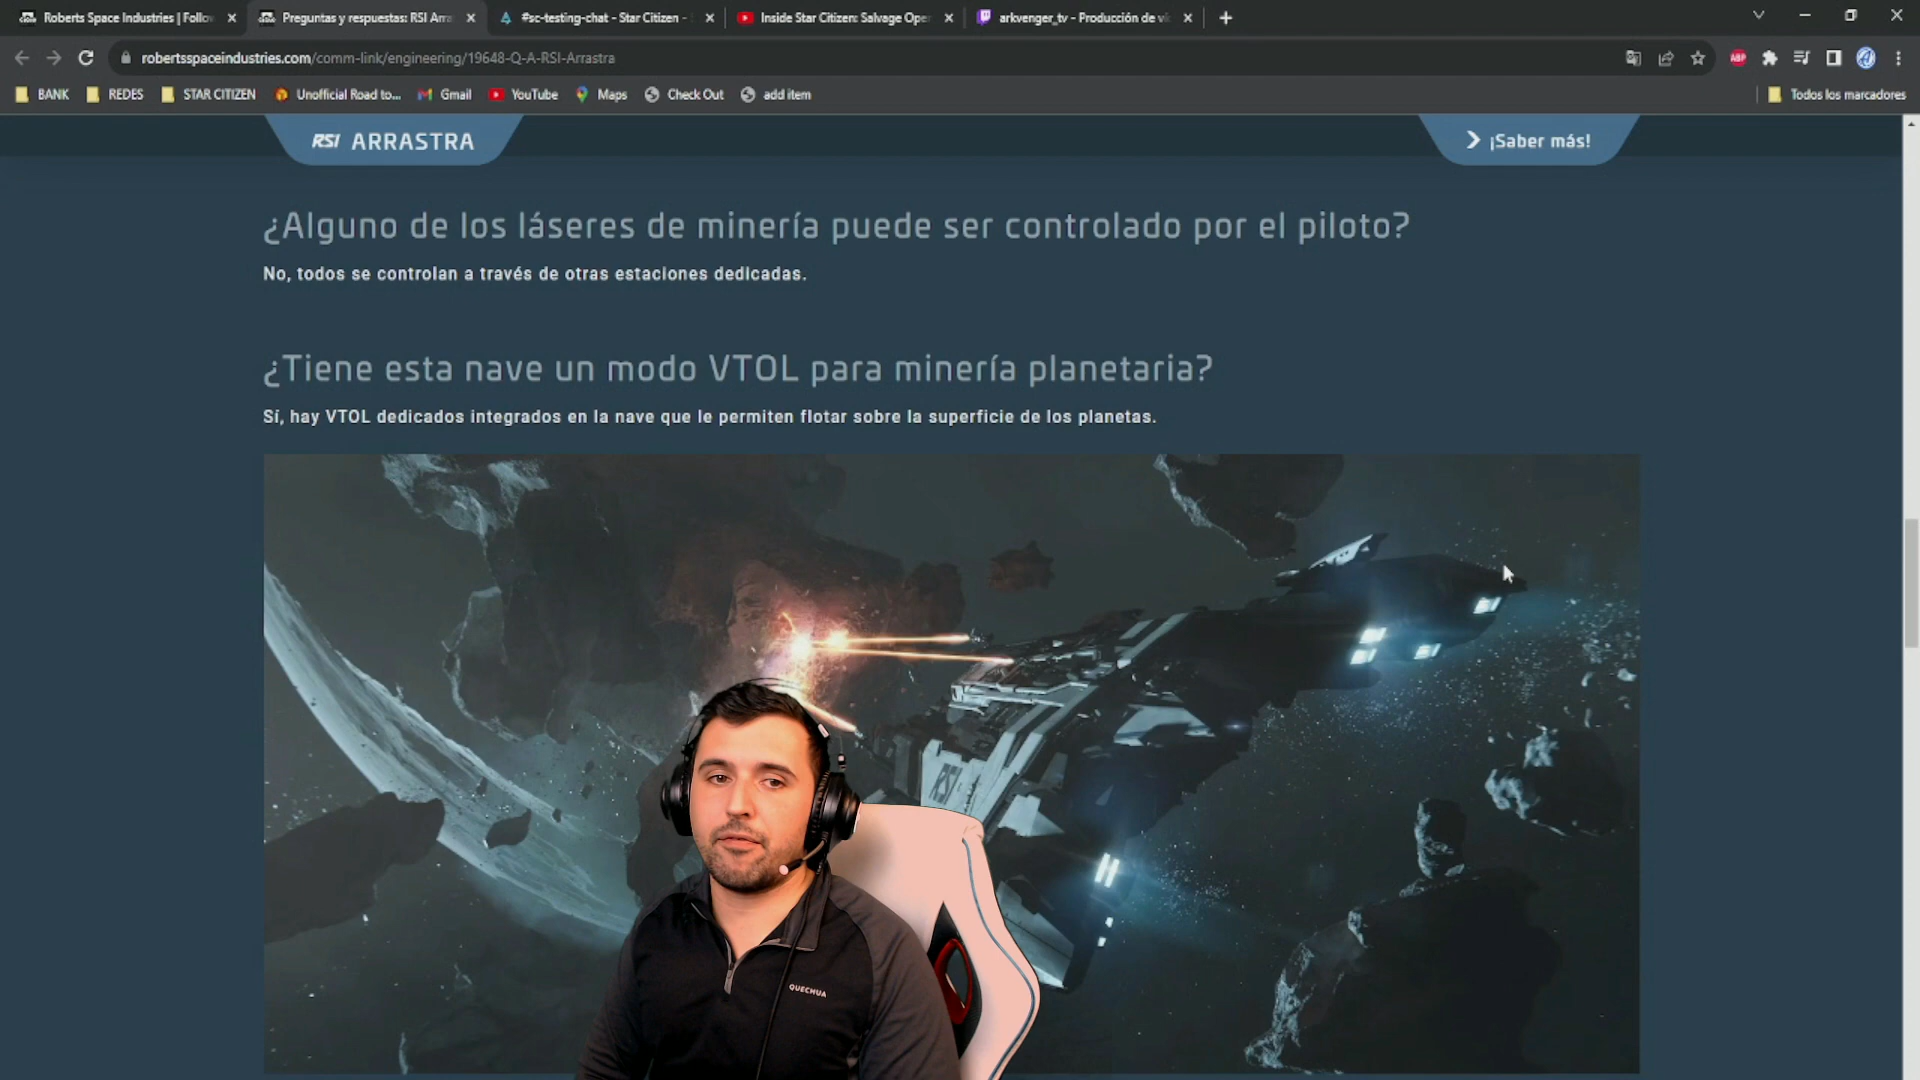 Roberts Space Industries | Follow
Preguntas y respuestas: RSI Arra
#sc-testing-chat - Star Citizen -
Inside Star Citizen: Salvage Oper
arkvenger_tv - Producción de vi
robertsspaceindustries.com/comm-link/engineering/19648-Q-A-RSI-Arrastra
ABP
BANK
REDES
STAR CITIZEN
Unofficial Road to...
Gmail
YouTube
Maps
Check Out
add item
Todos los marcadores
RSI ARRASTRA
¡Saber más!
¿Alguno de los láseres de minería puede ser controlado por el piloto?
No, todos se controlan a través de otras estaciones dedicadas.
¿Tiene esta nave un modo VTOL para minería planetaria?
Sí, hay VTOL dedicados integrados en la nave que le permiten flotar sobre la superficie de los planetas.
RSI
QUECHUA